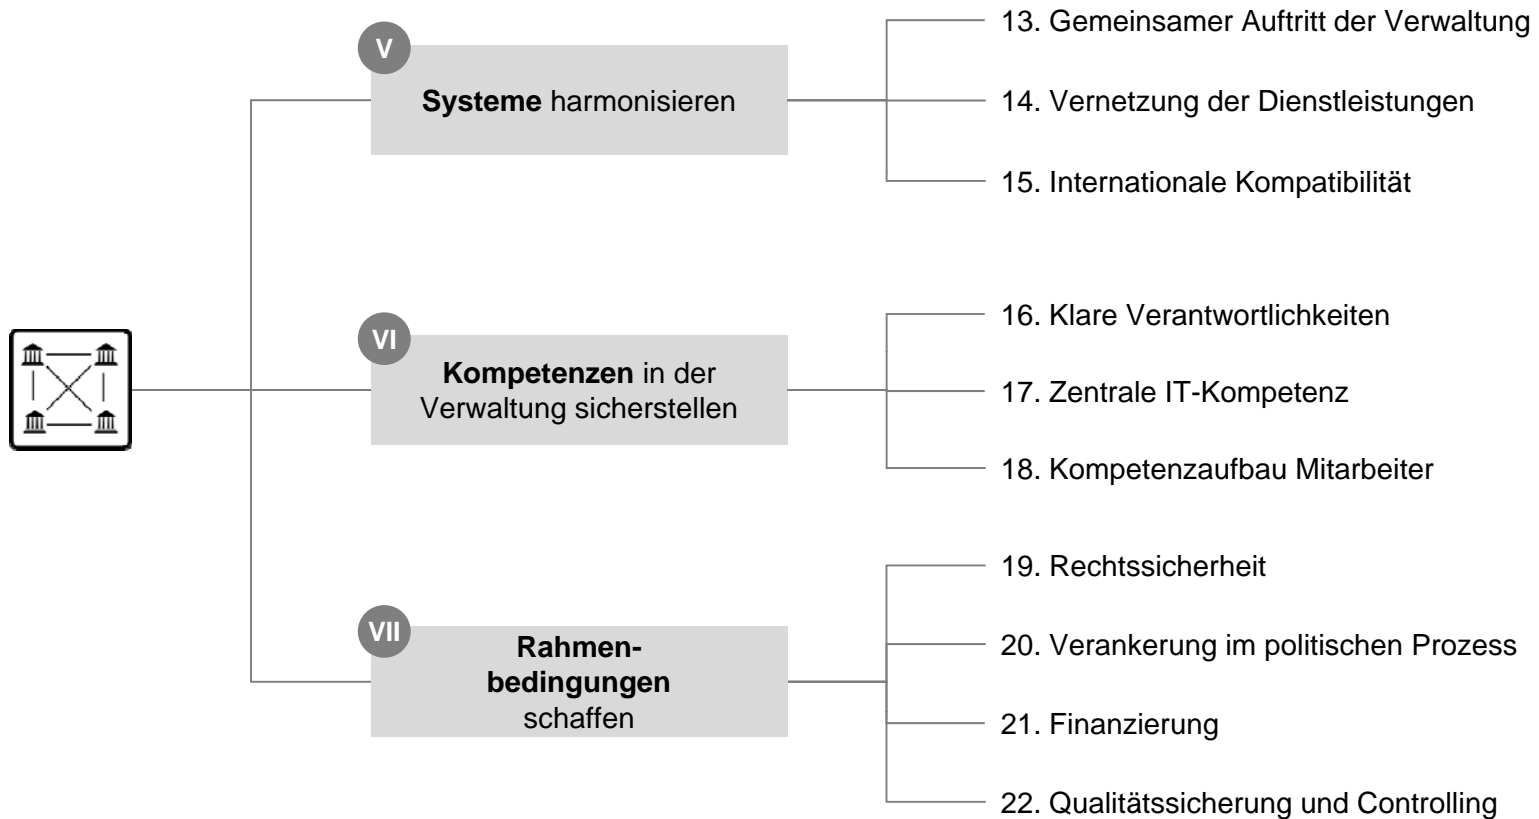 V
Systeme harmonisieren
13. Gemeinsamer Auftritt der Verwaltung
14. Vernetzung der Dienstleistungen
15. Internationale Kompatibilität
VI
Kompetenzen in der
Verwaltung sicherstellen
16. Klare Verantwortlichkeiten
17. Zentrale IT-Kompetenz
18. Kompetenzaufbau Mitarbeiter
VII
Rahmen-
bedingungen
schaffen
19. Rechtssicherheit
20. Verankerung im politischen Prozess
21. Finanzierung
22. Qualitätssicherung und Controlling